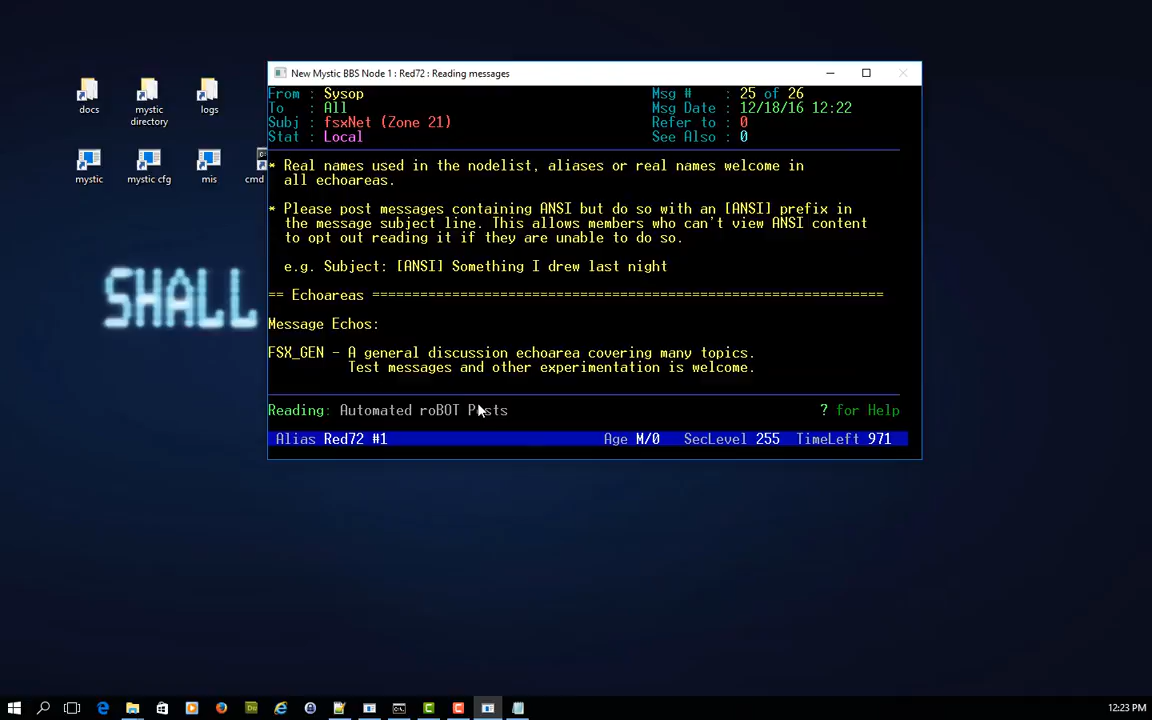 New Mystic BBS Node 1 : Red72 : Reading messages
From : Sysop Msg # : 25 of 26
To : All Msg Date : 12/18/16 12:22
Subj : fsxNet (Zone 21) Refer to : 0
Stat : Local See Also : 0
* Real names used in the nodelist, aliases or real names welcome in
all echoareas.
* Please post messages containing ANSI but do so with an [ANSI] prefix in
the message subject line. This allows members who can't view ANSI content
to opt out reading it if they are unable to do so.
e.g. Subject: [ANSI] Something I drew last night
== Echoareas ================================================================
Message Echos:
FSX_GEN - A general discussion echoarea covering many topics.
Test messages and other experimentation is welcome.
Reading: Automated roBOT Posts ? for Help
Alias Red72 #1 Age M/0 SecLevel 255 TimeLeft 971
docs
mystic directory
logs
mystic
mystic cfg
mis
cmd
SHALL
12:23 PM